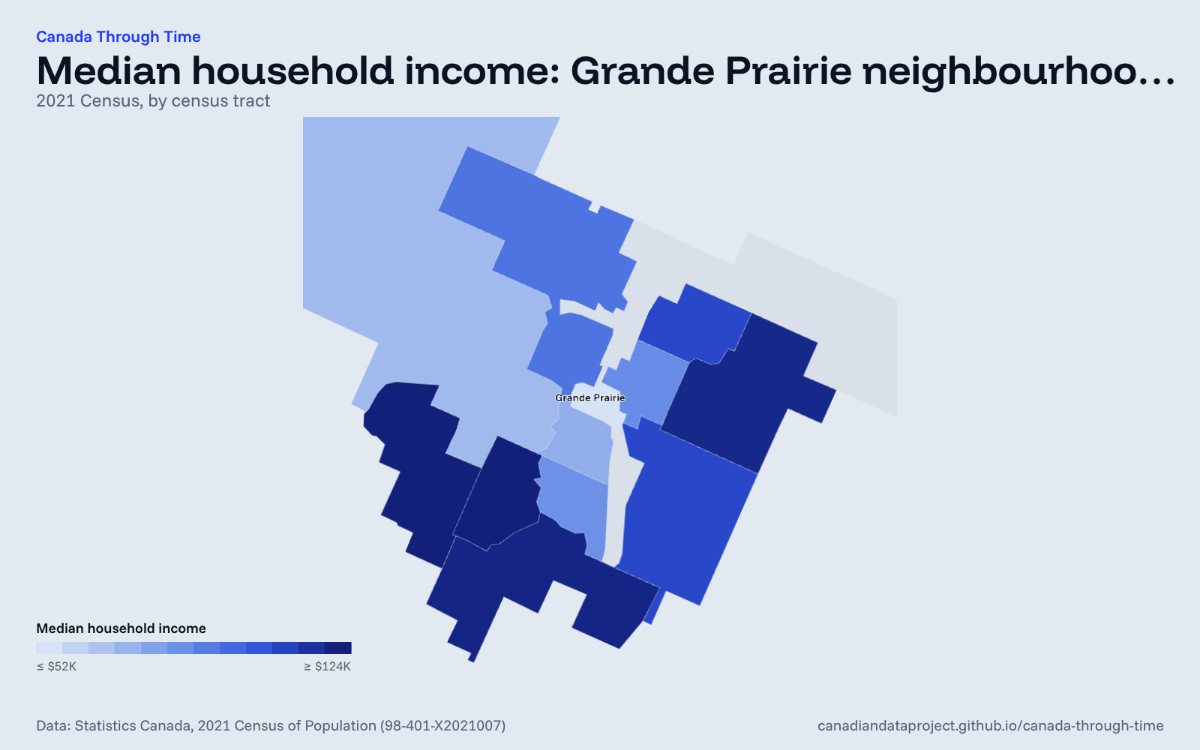 Canada Through Time
Median household income: Grande Prairie neighbourhoo…
2021 Census, by census tract
Grande Prairie
Median household income
≤ $52K
≥ $124K
Data: Statistics Canada, 2021 Census of Population (98-401-X2021007)
canadiandataproject.github.io/canada-through-time